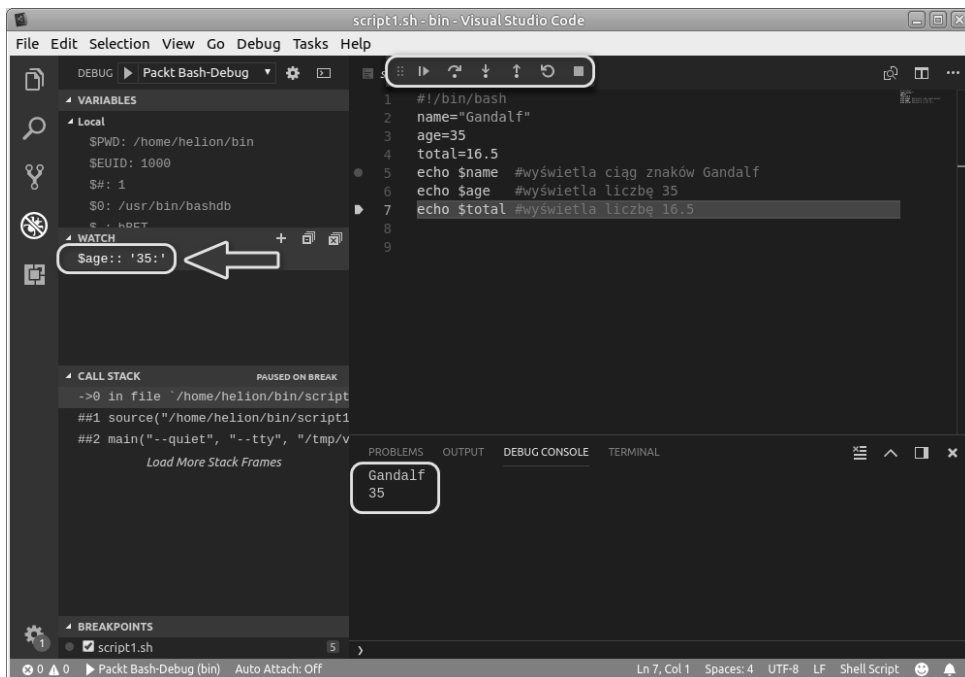 script1.sh - bin - Visual Studio Code
File Edit Selection View Go Debug Tasks Help
DEBUG Packt Bash-Debug
VARIABLES
Local
$PWD: /home/helion/bin
$EUID: 1000
$#: 1
$0: /usr/bin/bashdb
WATCH
$age:: '35:'
CALL STACK PAUSED ON BREAK
->0 in file `/home/helion/bin/script
##1 source("/home/helion/bin/script1
##2 main("--quiet", "--tty", "/tmp/v
Load More Stack Frames
BREAKPOINTS
script1.sh 5
1 #!/bin/bash
2 name="Gandalf"
3 age=35
4 total=16.5
5 echo $name #wyświetla ciąg znaków Gandalf
6 echo $age #wyświetla liczbę 35
7 echo $total #wyświetla liczbę 16.5
8
9
PROBLEMS OUTPUT DEBUG CONSOLE TERMINAL
Gandalf
35
1
0 0 Packt Bash-Debug (bin) Auto Attach: Off Ln 7, Col 1 Spaces: 4 UTF-8 LF Shell Script